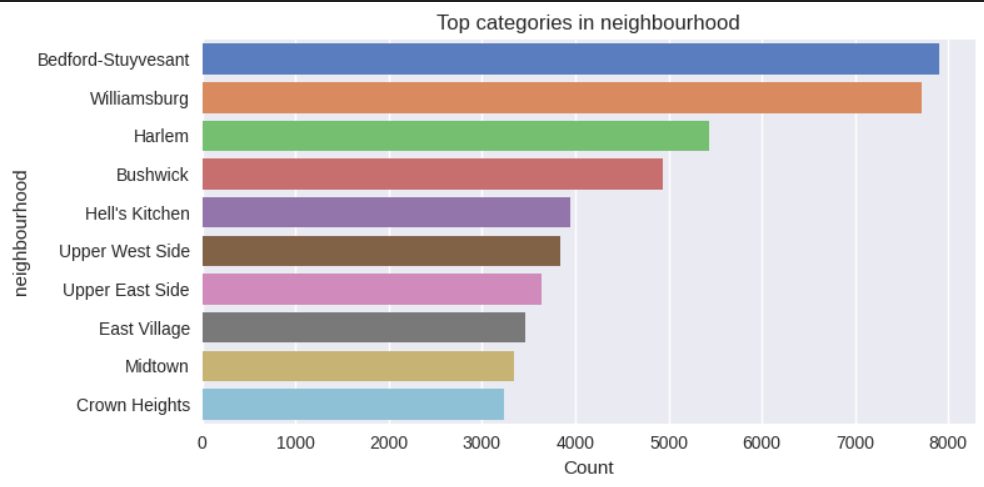 Top categories in neighbourhood
neighbourhood
Bedford-Stuyvesant
Williamsburg
Harlem
Bushwick
Hell's Kitchen
Upper West Side
Upper East Side
East Village
Midtown
Crown Heights
0 1000 2000 3000 4000 5000 6000 7000 8000
Count